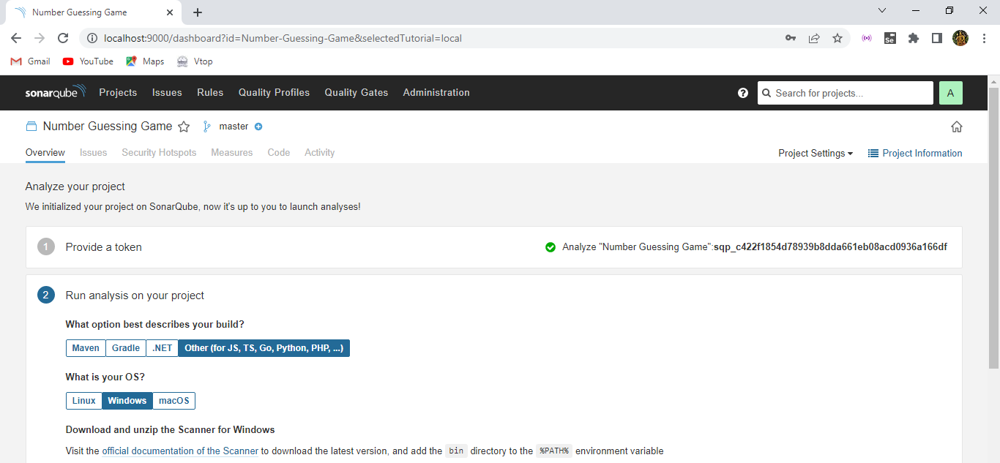 Number Guessing Game
localhost:9000/dashboard?id=Number-Guessing-Game&selectedTutorial=local
Se
Gmail YouTube Maps Vtop
sonarqube Projects Issues Rules Quality Profiles Quality Gates Administration ? Search for projects... A
Number Guessing Game master
Overview Issues Security Hotspots Measures Code Activity Project Settings Project Information
Analyze your project
We initialized your project on SonarQube, now it's up to you to launch analyses!
1 Provide a token Analyze "Number Guessing Game":sqp_c422f1854d78939b8dda661eb08acd0936a166df
2 Run analysis on your project
What option best describes your build?
Maven Gradle .NET Other (for JS, TS, Go, Python, PHP, ...)
What is your OS?
Linux Windows macOS
Download and unzip the Scanner for Windows
Visit the official documentation of the Scanner to download the latest version, and add the bin directory to the %PATH% environment variable